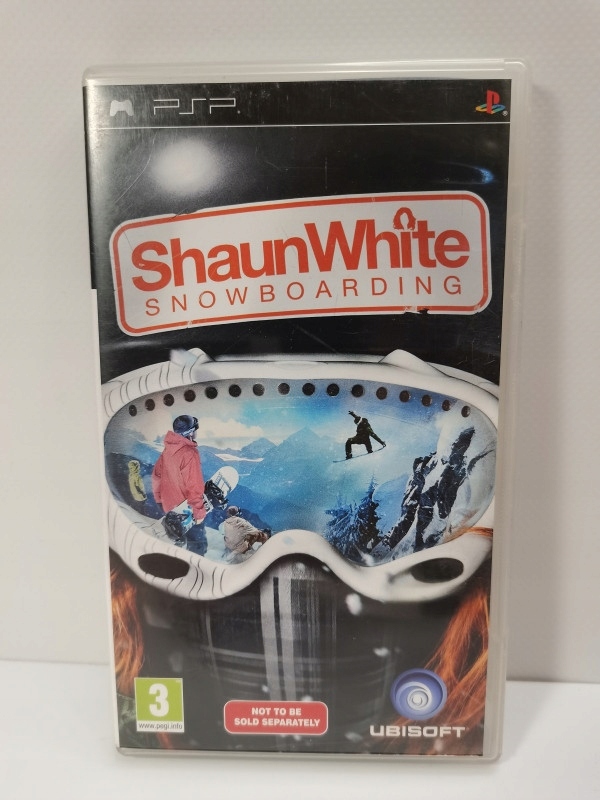 PSP
ShaunWhite
SNOWBOARDING
3
www.pegi.info
NOT TO BE
SOLD SEPARATELY
UBISOFT